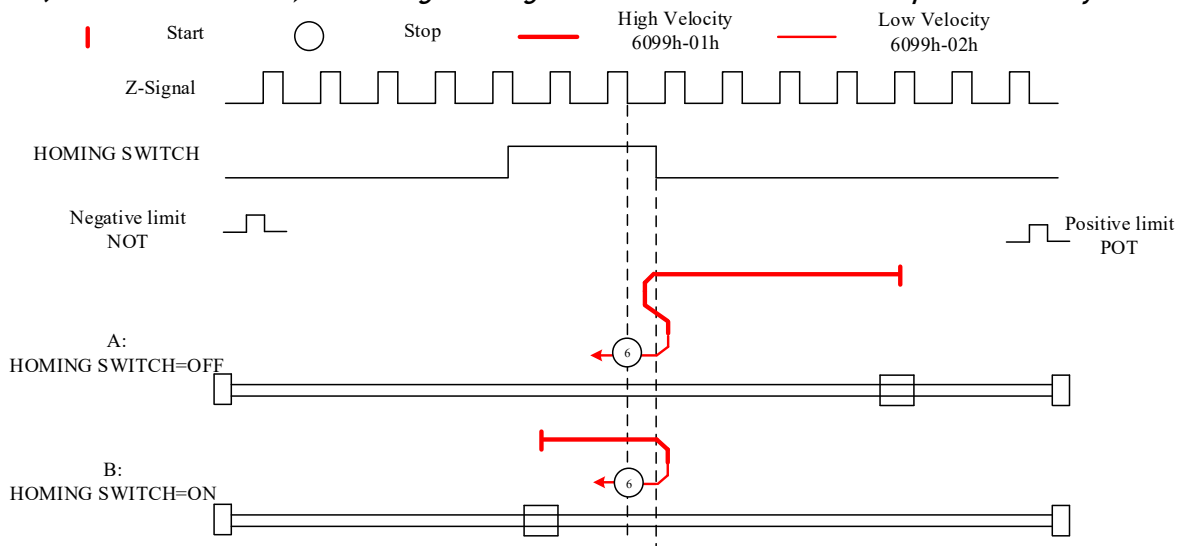 Start
Stop
High Velocity
6099h-01h
Low Velocity
6099h-02h
Z-Signal
HOMING SWITCH
Negative limit
NOT
Positive limit
POT
A:
HOMING SWITCH=OFF
6
B:
HOMING SWITCH=ON
6